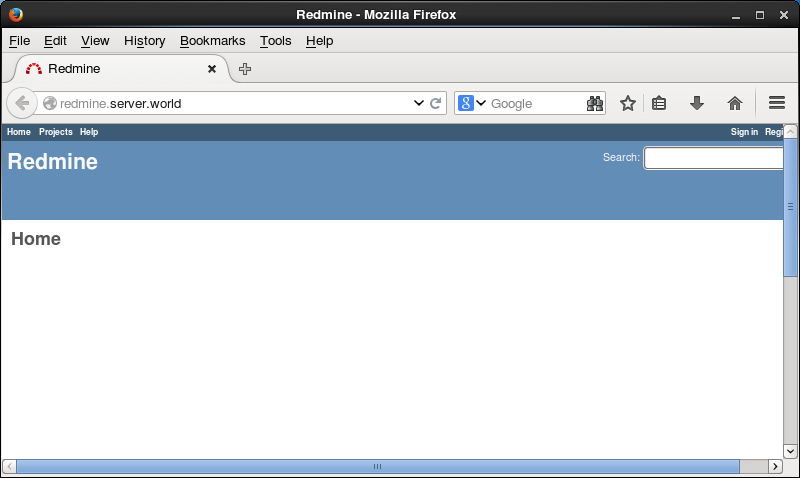 Redmine - Mozilla Firefox
File Edit View History Bookmarks Tools Help
Redmine
redmine.server.world
Google
Home Projects Help Sign in Regi
Redmine
Search:
Home